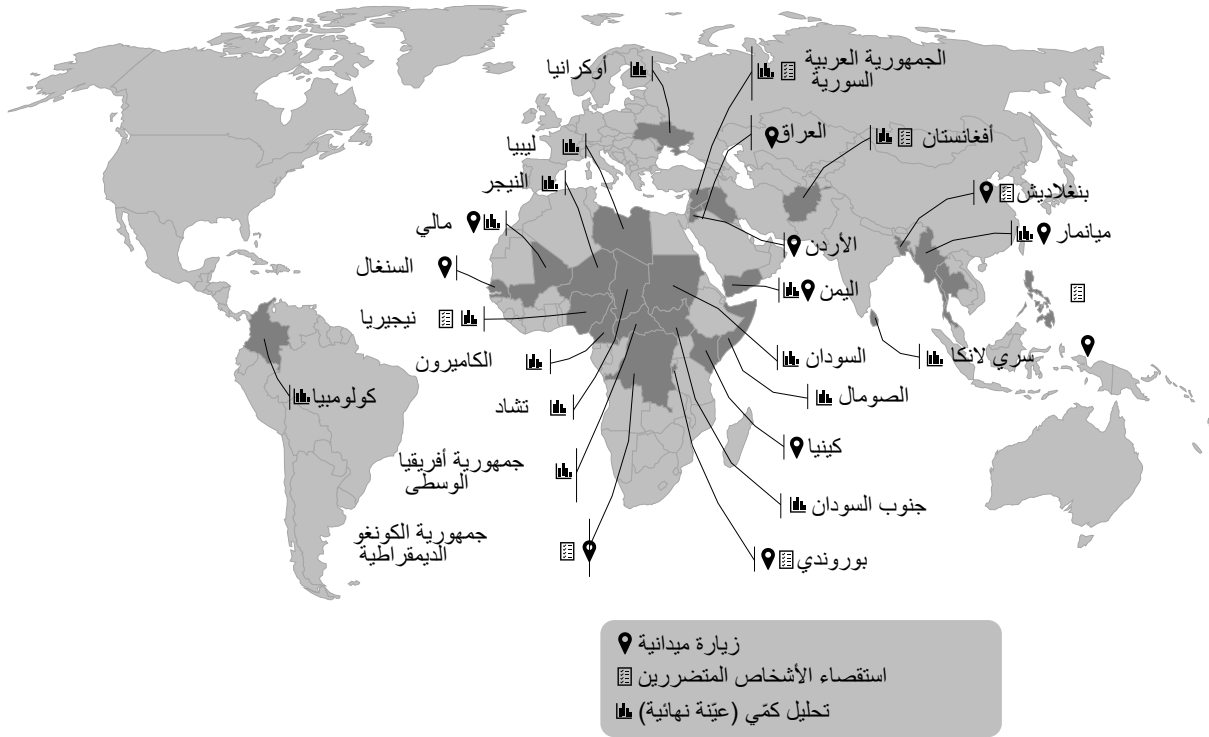 الجمهورية العربية
السورية
أوكرانيا
العراق
أفغانستان
ليبيا
النيجر
بنغلاديش
مالي
ميانمار
الأردن
السنغال
اليمن
نيجيريا
الكاميرون
السودان
سري لانكا
كولومبيا
تشاد
الصومال
كينيا
جمهورية أفريقيا
الوسطى
جنوب السودان
جمهورية الكونغو
الديمقراطية
بوروندي
زيارة ميدانية
استقصاء الأشخاص المتضررين
تحليل كمّي (عيّنة نهائية)